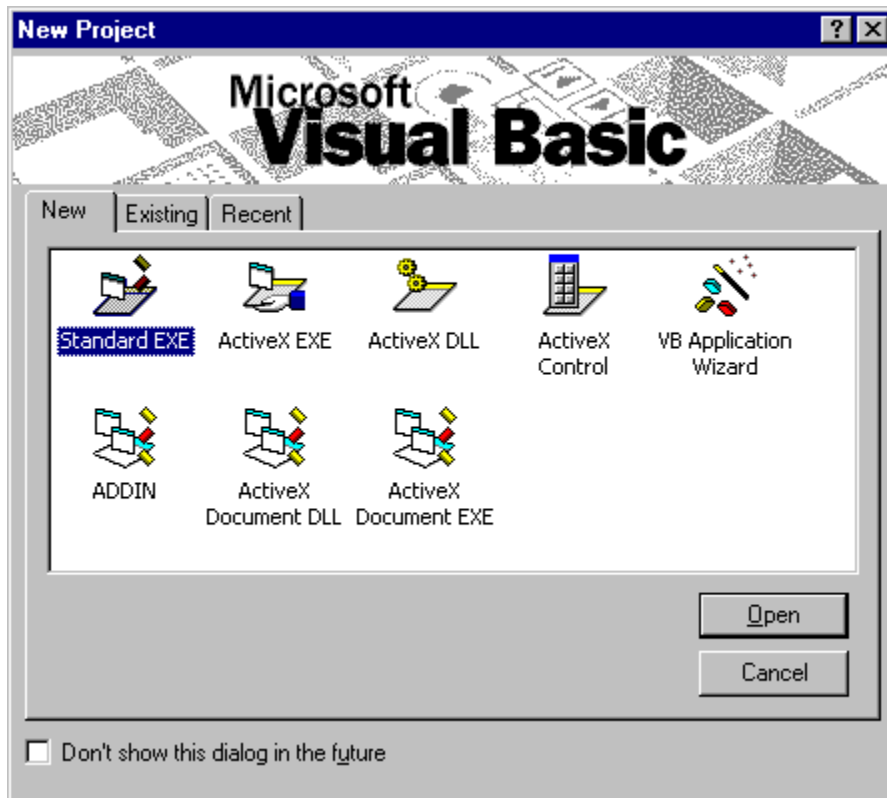 New Project
Microsoft
Visual Basic
New Existing Recent
Standard EXE ActiveX EXE ActiveX DLL ActiveX Control VB Application Wizard
ADDIN ActiveX Document DLL ActiveX Document EXE
Open
Cancel
Don't show this dialog in the future